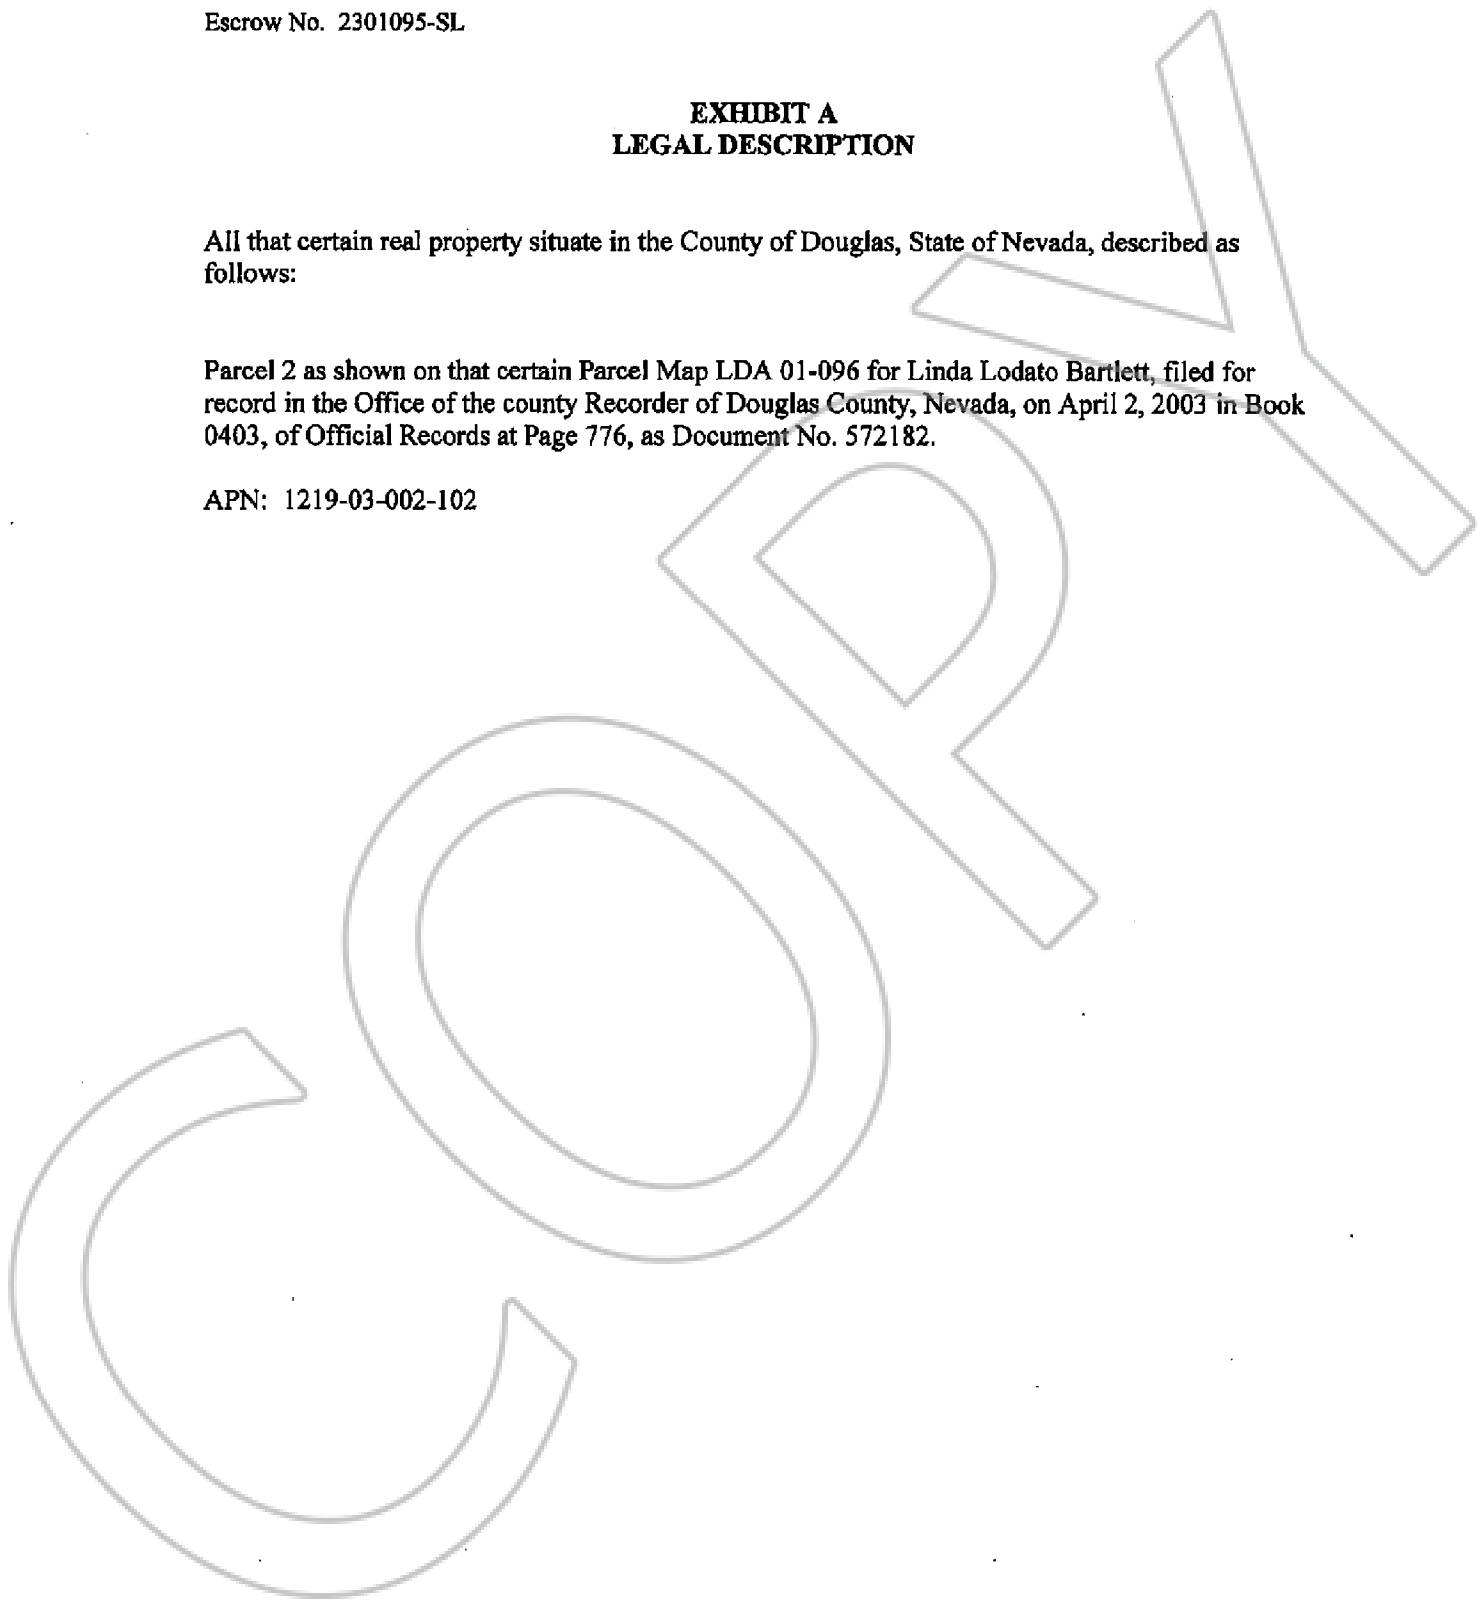 Escrow No. 2301095-SL
EXHIBIT A
LEGAL DESCRIPTION
All that certain real property situate in the County of Douglas, State of Nevada, described as
follows:
Parcel 2 as shown on that certain Parcel Map LDA 01-096 for Linda Lodato Bartlett, filed for
record in the Office of the county Recorder of Douglas County, Nevada, on April 2, 2003 in Book
0403, of Official Records at Page 776, as Document No. 572182.
APN: 1219-03-002-102
COPY